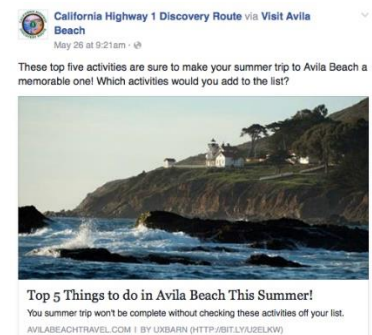 California Highway 1 Discovery Route via Visit Avila
Beach
May 26 at 9:21am ·
These top five activities are sure to make your summer trip to Avila Beach a
memorable one! Which activities would you add to the list?
Top 5 Things to do in Avila Beach This Summer!
Your summer trip won't be complete without checking these activities off your list.
AVILABEACHTRAVEL.COM | BY UXBARN (HTTP://BIT.LY/U2ELKW)